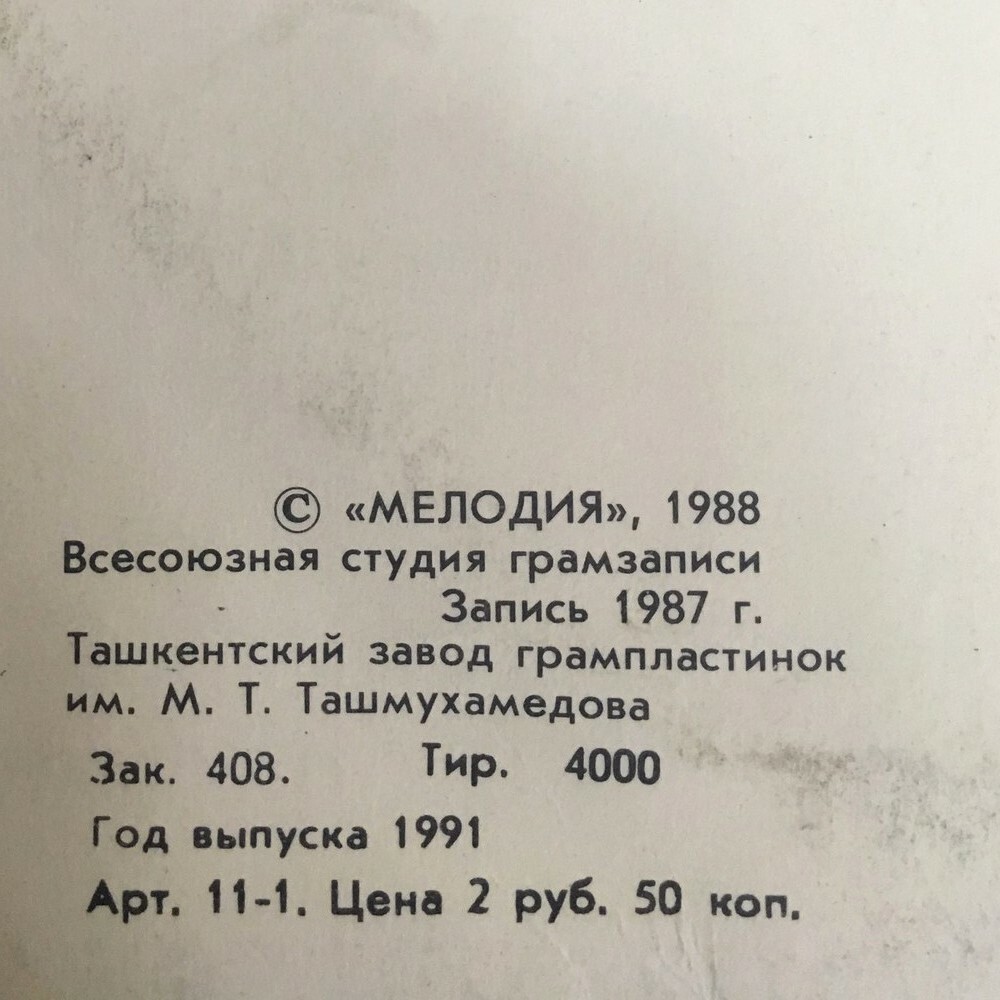 © «МЕЛОДИЯ», 1988
Всесоюзная студия грамзаписи
Запись 1987 г.
Ташкентский завод грампластинок
им. М. Т. Ташмухамедова
Зак. 408. Тир. 4000
Год выпуска 1991
Арт. 11-1. Цена 2 руб. 50 коп.